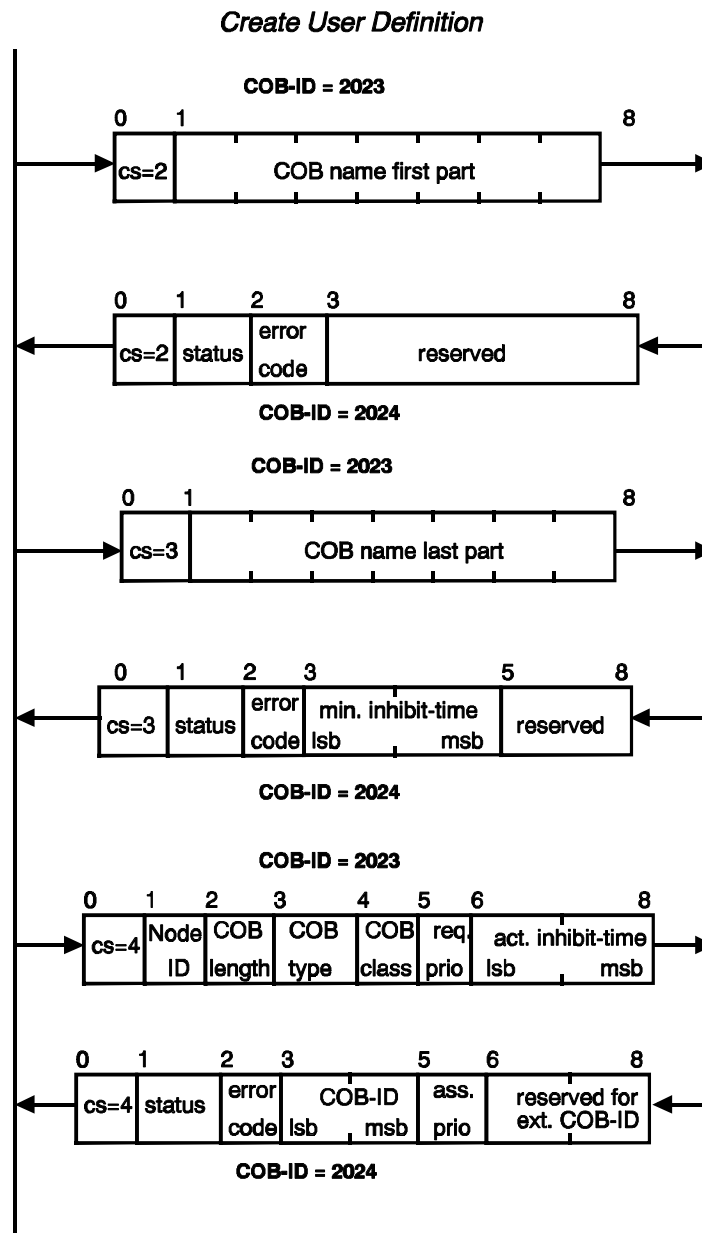 Create User Definition
COB-ID = 2023
0 1 8
cs=2 COB name first part
0 1 2 3 8
cs=2 status error code reserved
COB-ID = 2024
COB-ID = 2023
0 1 8
cs=3 COB name last part
0 1 2 3 5 8
cs=3 status error code min. inhibit-time lsb msb reserved
COB-ID = 2024
COB-ID = 2023
0 1 2 3 4 5 6 8
cs=4 Node ID COB length COB type COB class req. prio act. inhibit-time lsb msb
0 1 2 3 5 6 8
cs=4 status error code COB-ID lsb msb ass. prio reserved for ext. COB-ID
COB-ID = 2024